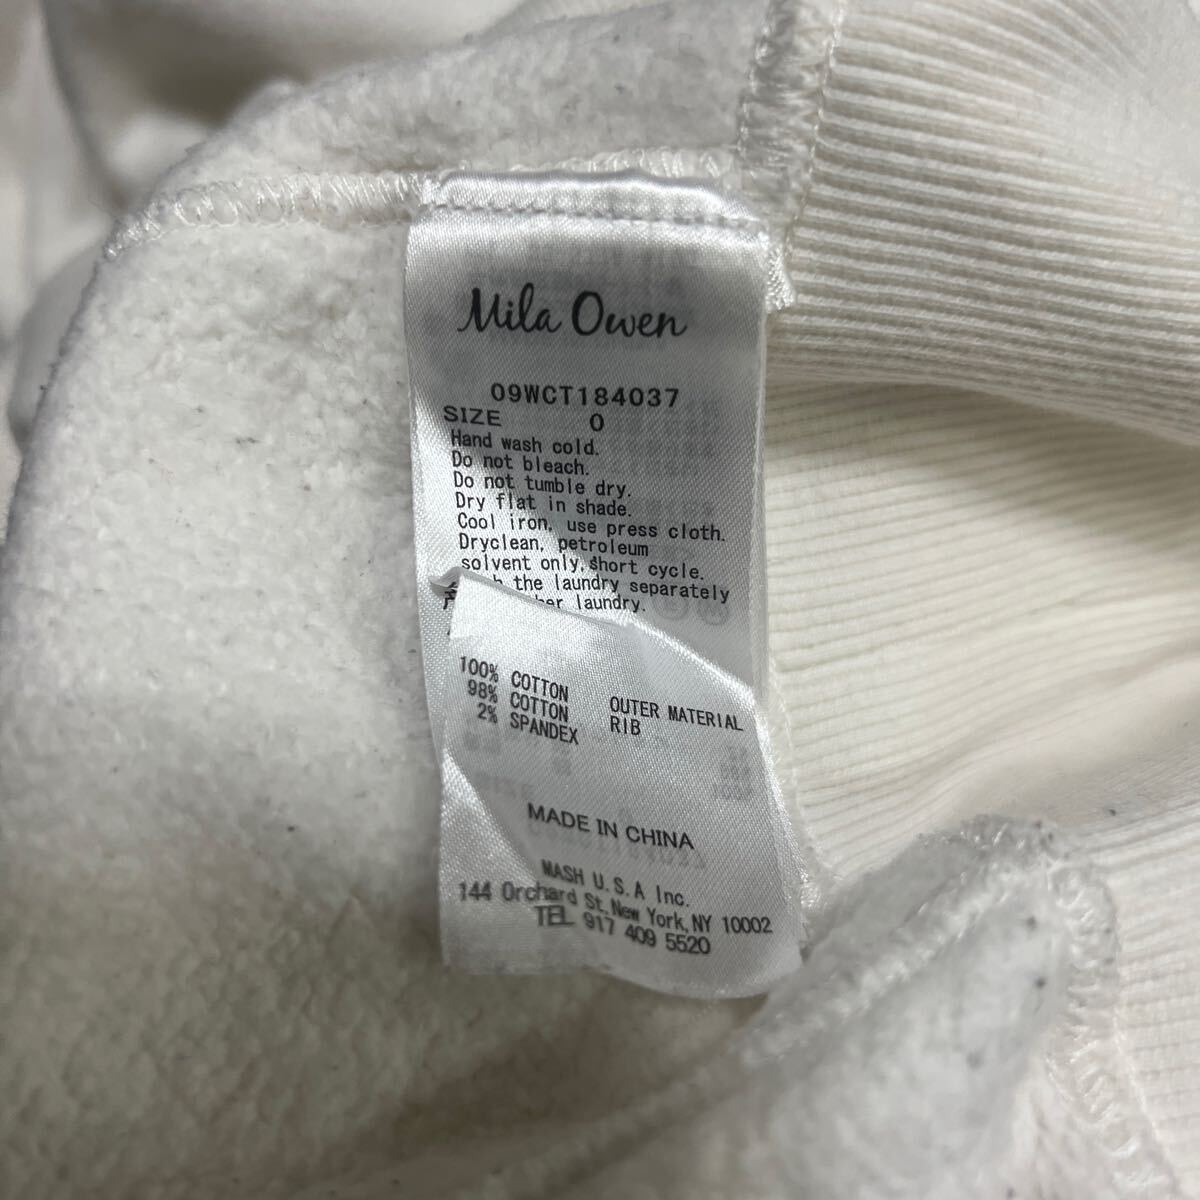 Mila Owen
09WCT184037
SIZE 0
Hand wash cold.
Do not bleach.
Do not tumble dry.
Dry flat in shade.
Cool iron, use press cloth.
Dryclean, petroleum
solvent only, short cycle.
the laundry separately
laundry.
100% COTTON OUTER MATERIAL
98% COTTON RIB
2% SPANDEX
MADE IN CHINA
MASH U.S.A Inc.
144 Orchard St, New York, NY 10002
TEL 917 409 5520